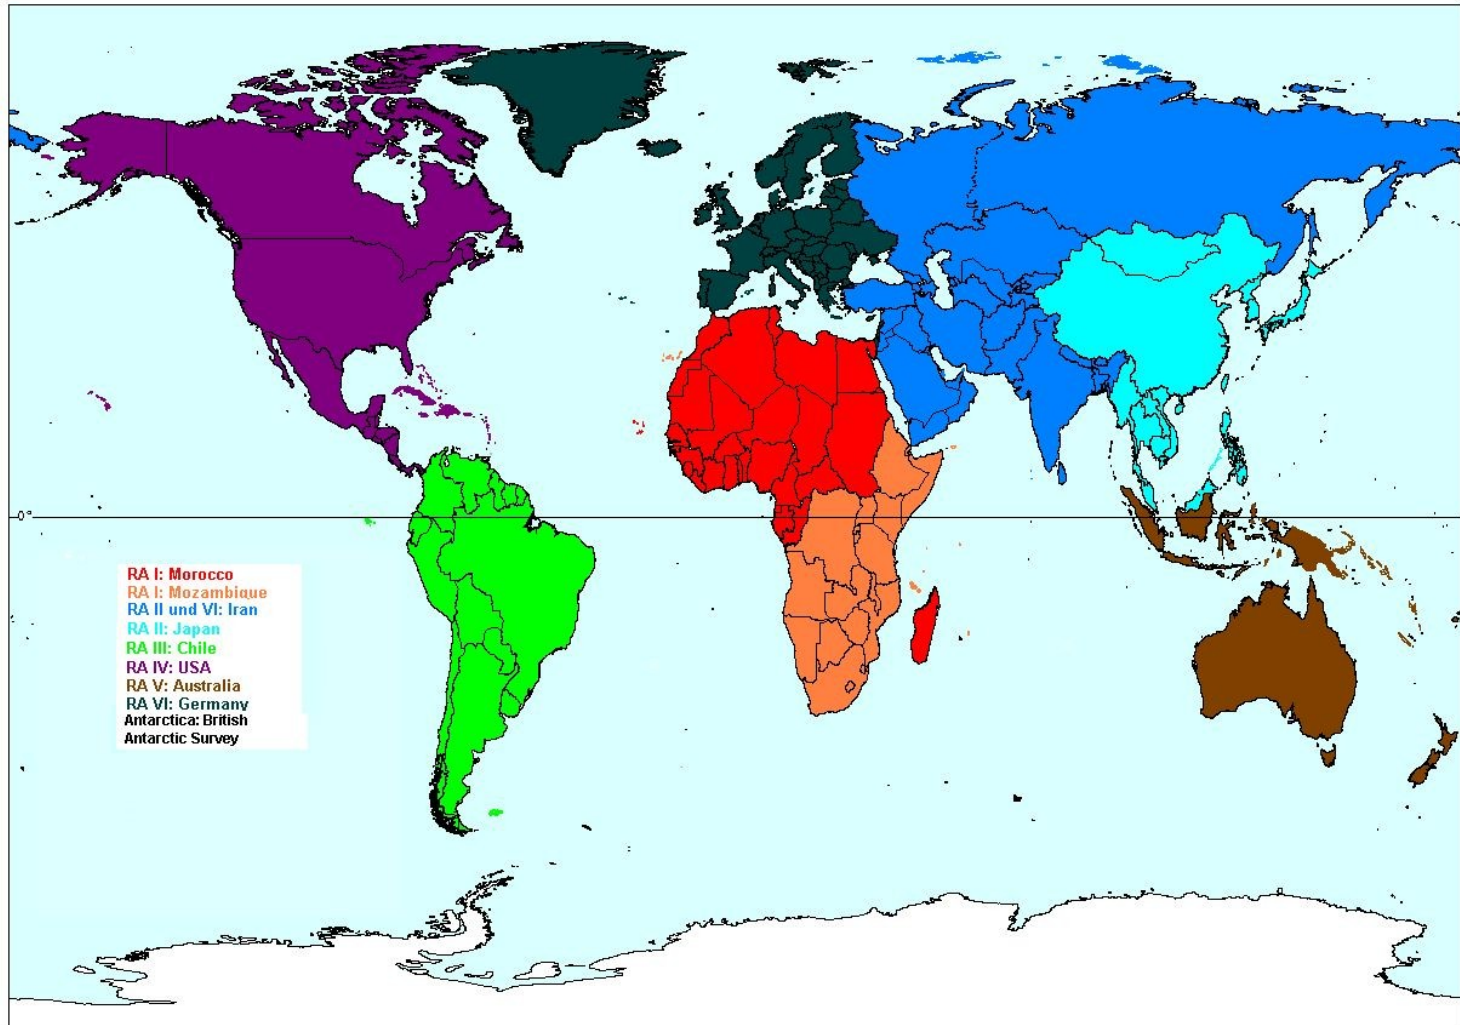 0°
RA I: Morocco
RA I: Mozambique
RA II und VI: Iran
RA II: Japan
RA III: Chile
RA IV: USA
RA V: Australia
RA VI: Germany
Antarctica: British
Antarctic Survey